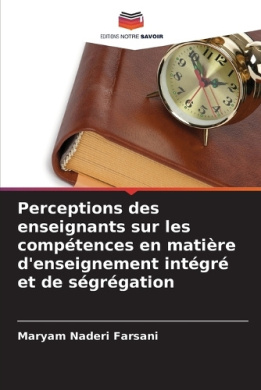 EDITIONS NOTRE SAVOIR
Perceptions des
enseignants sur les
compétences en matière
d'enseignement intégré
et de ségrégation
Maryam Naderi Farsani